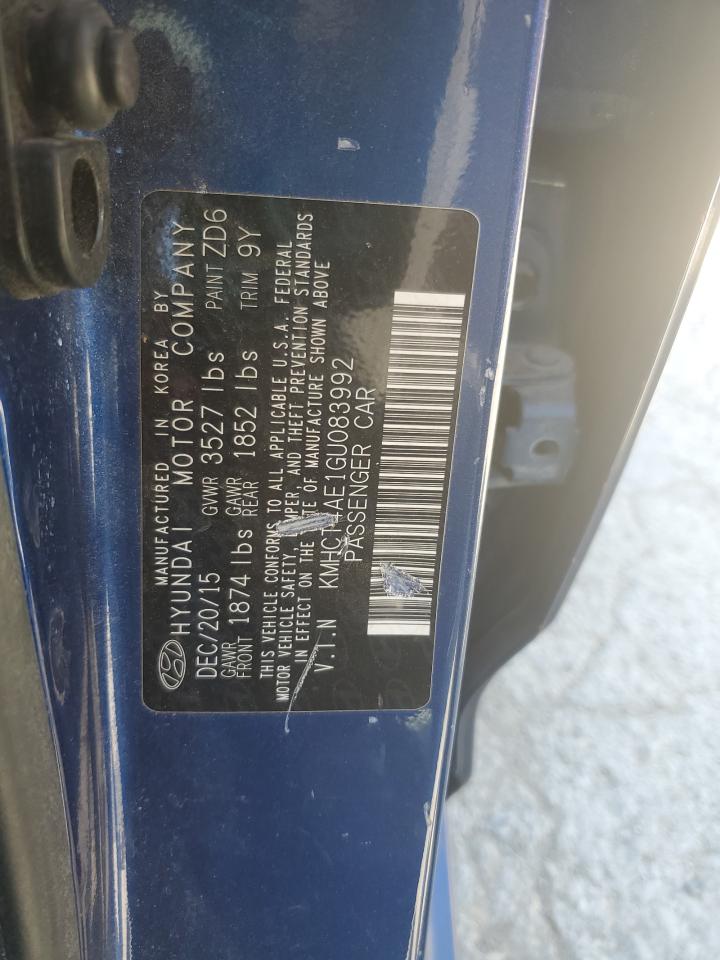 MANUFACTURED IN KOREA BY
HYUNDAI MOTOR COMPANY
DEC/20/15 GVWR 3527 lbs PAINT ZD6
GAWR FRONT 1874 lbs GAWR REAR 1852 lbs TRIM 9Y
THIS VEHICLE CONFORMS TO ALL APPLICABLE U.S.A. FEDERAL
MOTOR VEHICLE SAFETY, AND THEFT PREVENTION STANDARDS
IN EFFECT ON THE OF MANUFACTURE SHOWN ABOVE
V.I.N
PASSENGER CAR